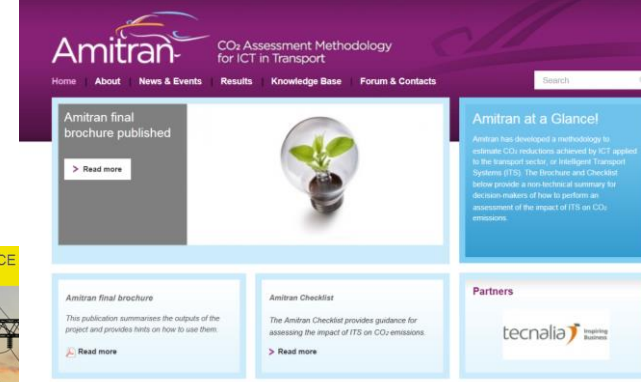 Amitran
CO₂ Assessment Methodology
for ICT in Transport
Home
About
News & Events
Results
Knowledge Base
Forum & Contacts
Search
Amitran final
brochure published
> Read more
Amitran at a Glance!
Amitran has developed a methodology to
estimate CO₂ reductions achieved by ICT applied
to the transport sector, or Intelligent Transport
Systems (ITS). The Brochure and Checklist
below provide a non-technical summary for
decision-makers of how to perform an
assessment of the impact of ITS on CO₂
emissions.
CE
Amitran final brochure
This publication summarises the outputs of the
project and provides hints on how to use them.
Read more
Amitran Checklist
The Amitran Checklist provides guidance for
assessing the impact of ITS on CO₂ emissions.
> Read more
Partners
tecnalia
Inspiring
Business